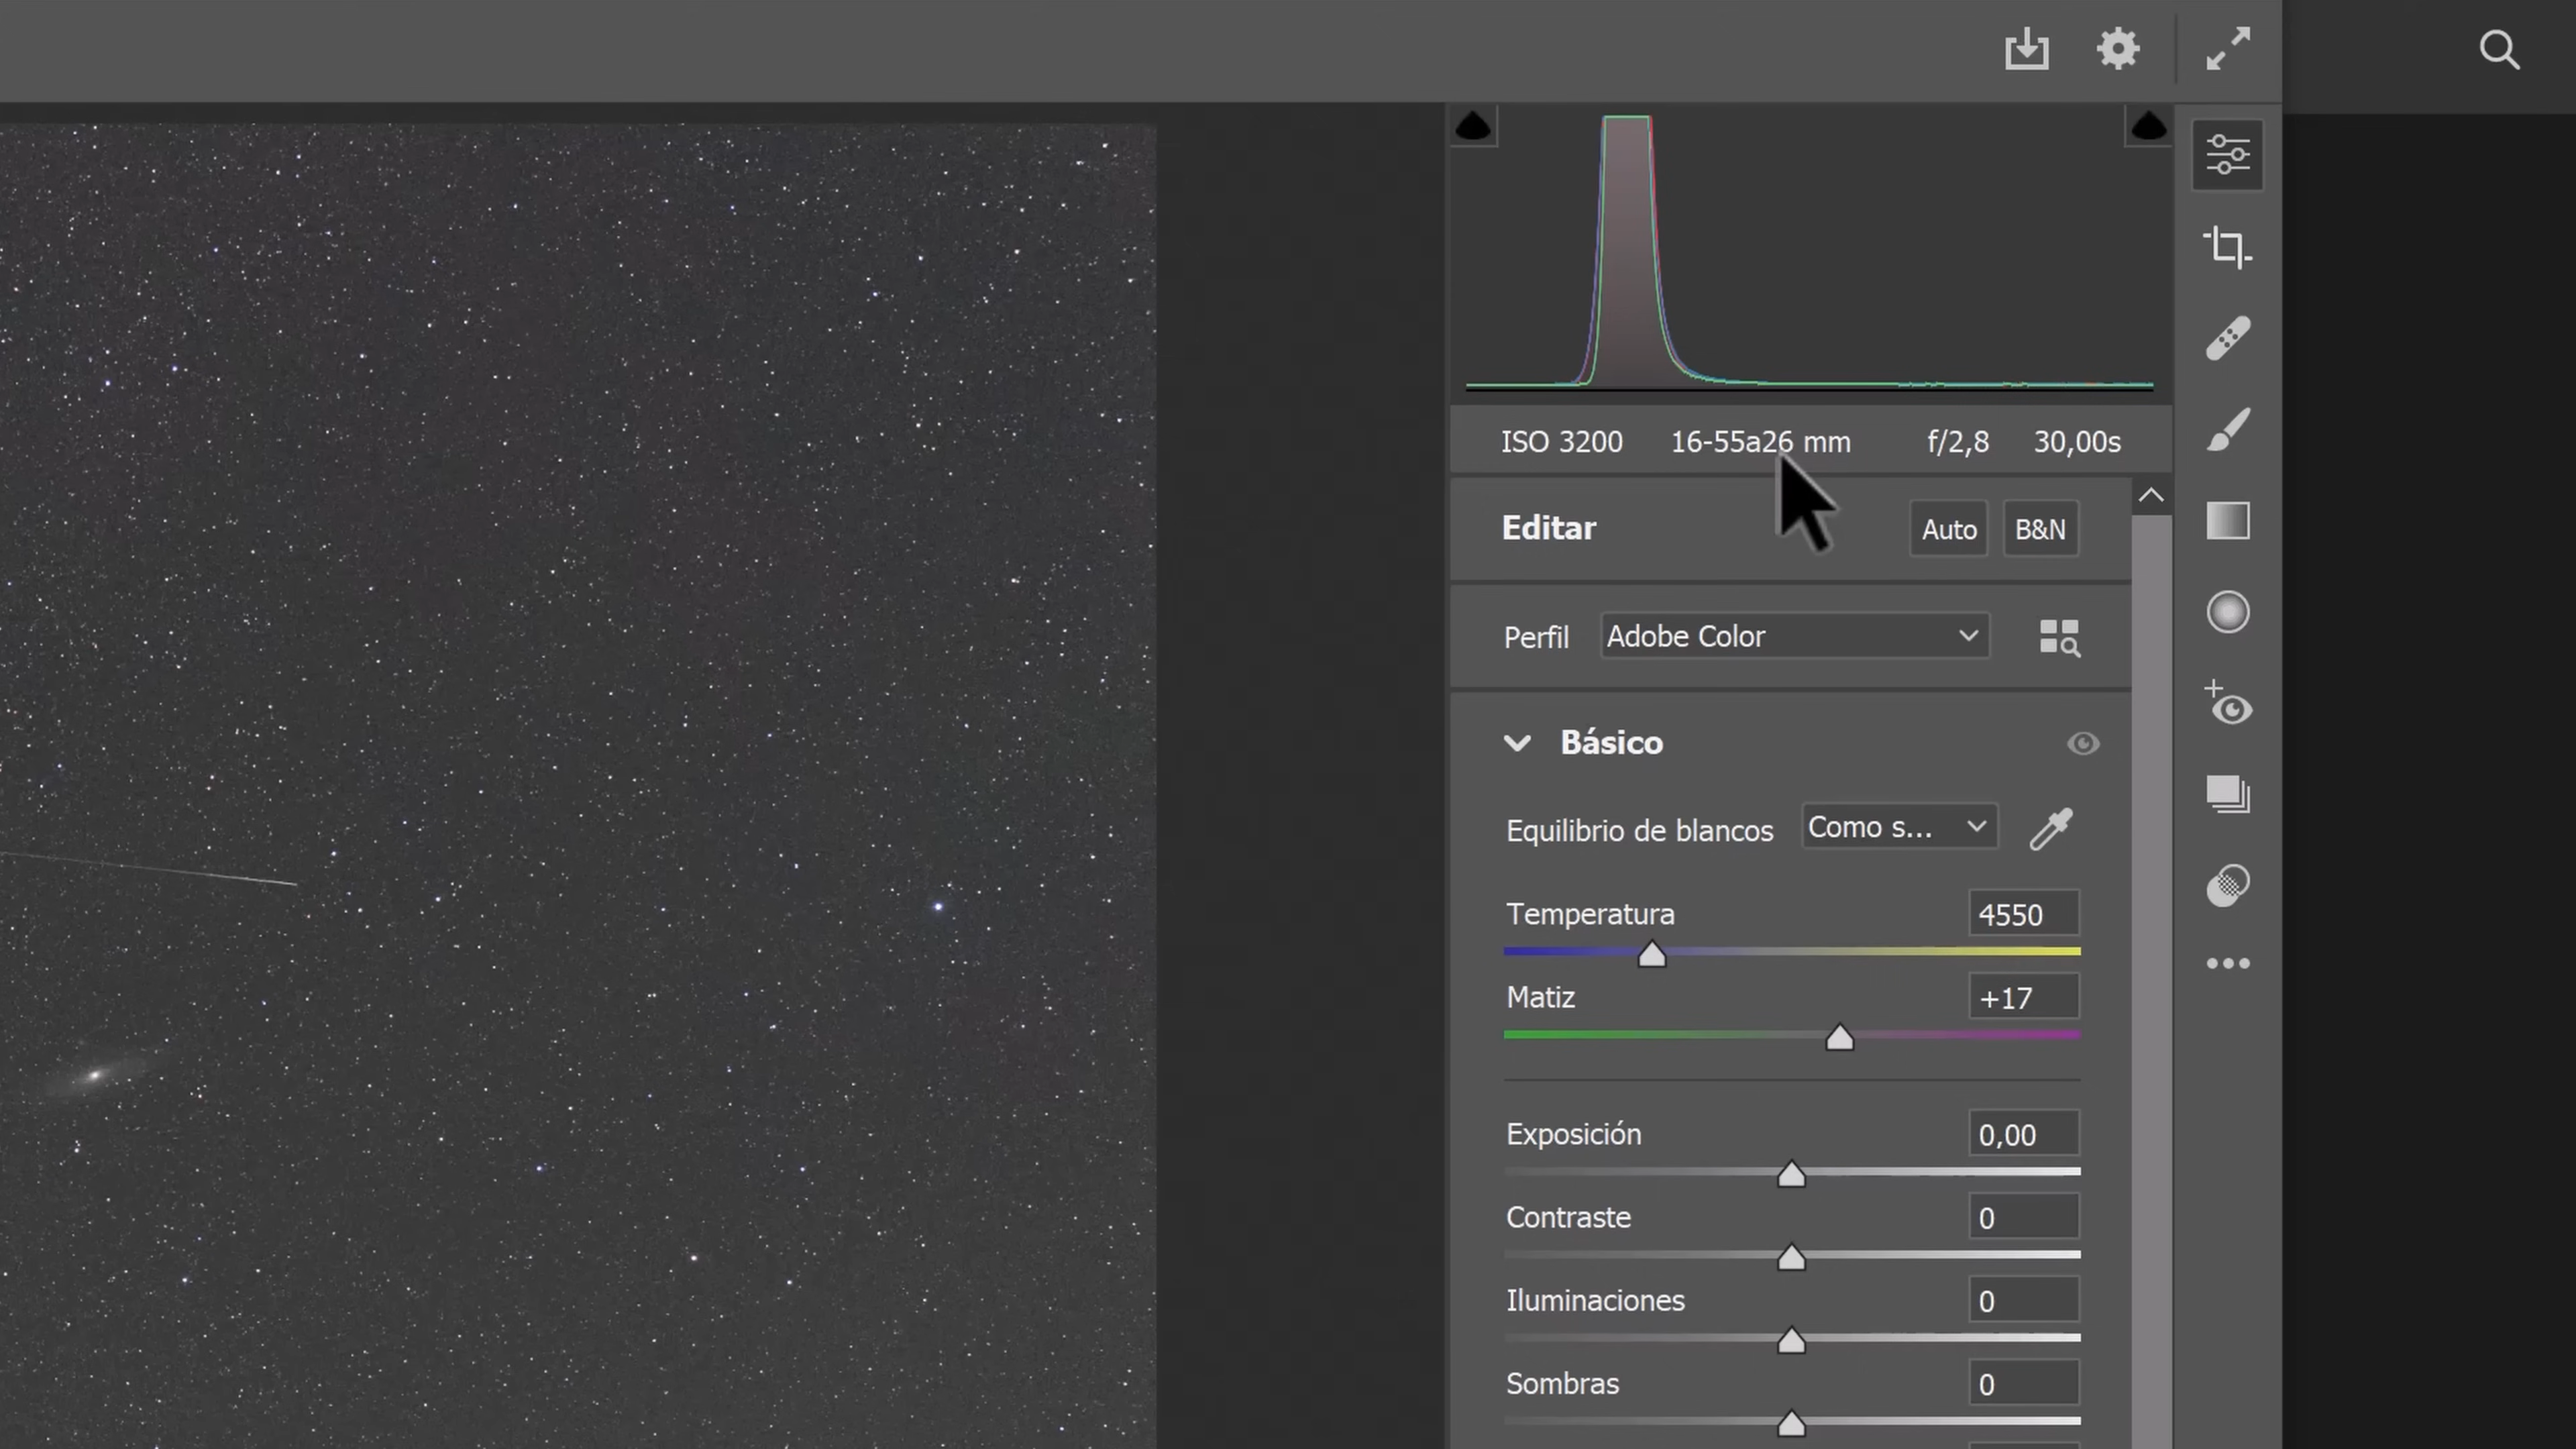 ISO 3200 16-55a26 mm f/2,8 30,00s
Editar Auto B&N
Perfil Adobe Color
Básico
Equilibrio de blancos Como s...
Temperatura 4550
Matiz +17
Exposición 0,00
Contraste 0
Iluminaciones 0
Sombras 0